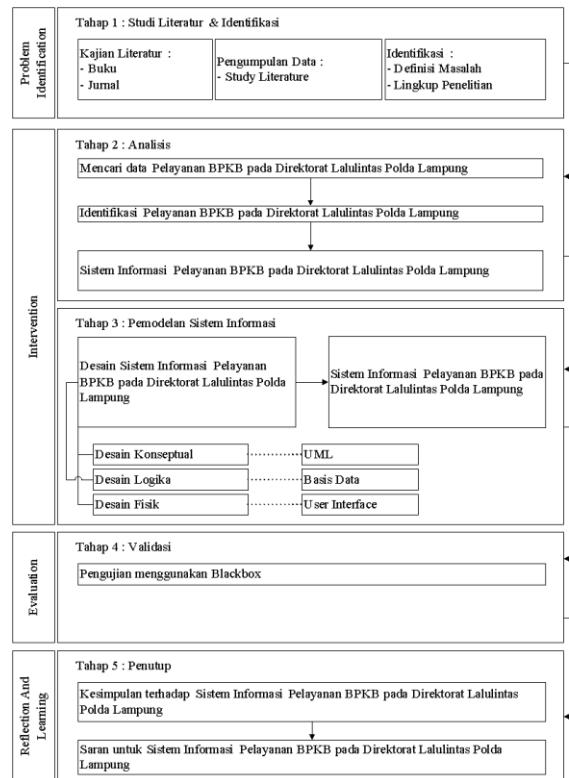 Problem
Identification
Tahap 1 : Studi Literatur & Identifikasi
Kajian Literatur :
- Buku
- Jurnal
Pengumpulan Data :
- Study Literature
Identifikasi :
- Definisi Masalah
- Lingkup Penelitian
Intervention
Tahap 2 : Analisis
Mencari data Pelayanan BPKB pada Direktorat Lalulintas Polda Lampung
Identifikasi Pelayanan BPKB pada Direktorat Lalulintas Polda Lampung
Sistem Informasi Pelayanan BPKB pada Direktorat Lalulintas Polda Lampung
Tahap 3 : Pemodelan Sistem Informasi
Desain Sistem Informasi Pelayanan
BPKB pada Direktorat Lalulintas Polda
Lampung
Sistem Informasi Pelayanan BPKB pada
Direktorat Lalulintas Polda Lampung
Desain Konseptual
UML
Desain Logika
Basis Data
Desain Fisik
User Interface
Evaluation
Tahap 4 : Validasi
Pengujian menggunakan Blackbox
Reflection And
Learning
Tahap 5 : Penutup
Kesimpulan terhadap Sistem Informasi Pelayanan BPKB pada Direktorat Lalulintas
Polda Lampung
Saran untuk Sistem Informasi Pelayanan BPKB pada Direktorat Lalulintas Polda
Lampung